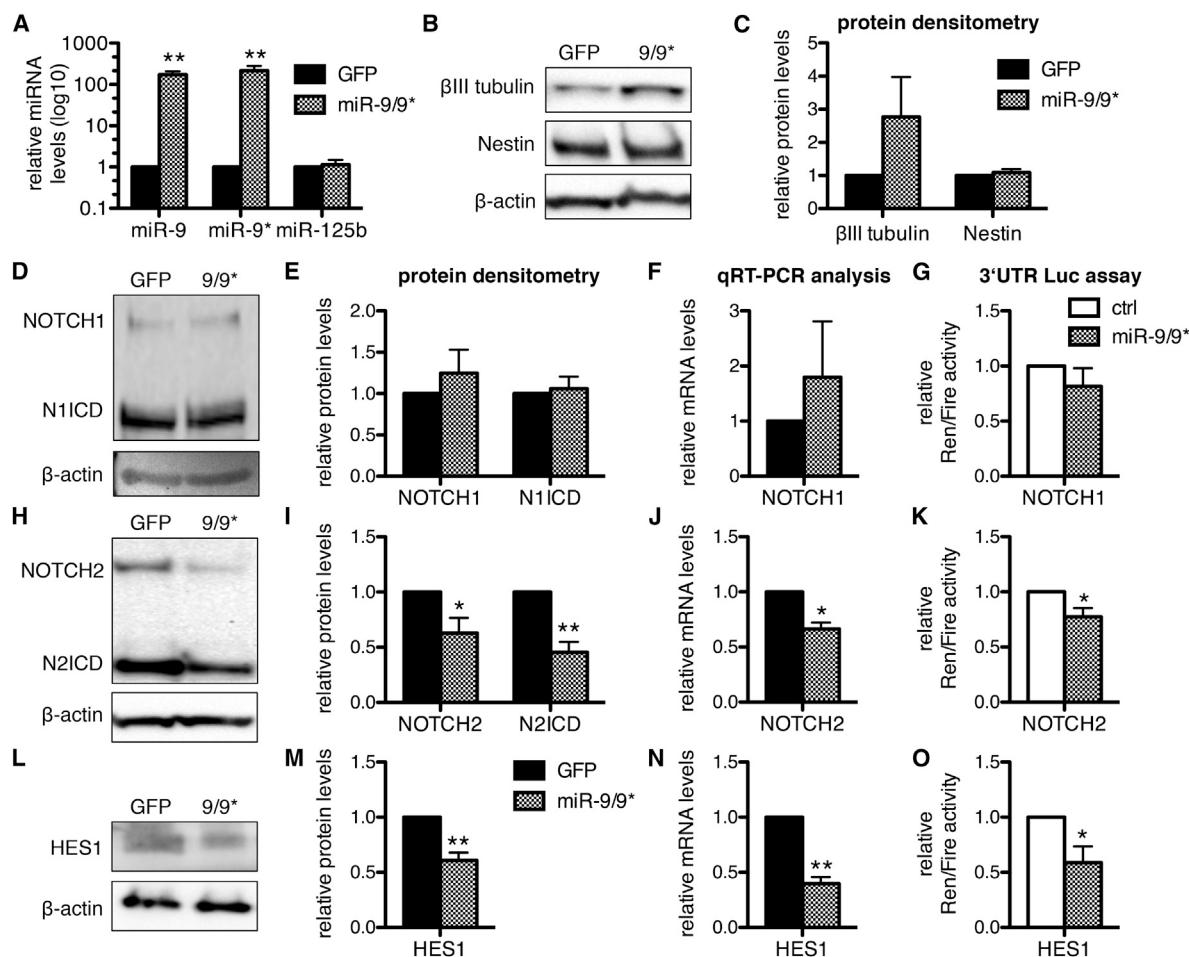 A
relative miRNA
levels (log10)
1000
100
10
1
0.1
**
**
GFP
miR-9/9*
miR-9
miR-9*
miR-125b
B
GFP
9/9*
βIII tubulin
Nestin
β-actin
C
protein densitometry
relative protein levels
5
4
3
2
1
0
GFP
miR-9/9*
βIII tubulin
Nestin
D
GFP
9/9*
NOTCH1
N1ICD
β-actin
E
protein densitometry
relative protein levels
2.0
1.5
1.0
0.5
0.0
NOTCH1
N1ICD
F
qRT-PCR analysis
relative mRNA levels
3
2
1
0
NOTCH1
G
3‘UTR Luc assay
relative
Ren/Fire activity
1.5
1.0
0.5
0.0
ctrl
miR-9/9*
NOTCH1
H
GFP
9/9*
NOTCH2
N2ICD
β-actin
I
relative protein levels
1.5
1.0
0.5
0.0
*
**
NOTCH2
N2ICD
J
relative mRNA levels
1.5
1.0
0.5
0.0
*
NOTCH2
K
relative
Ren/Fire activity
1.5
1.0
0.5
0.0
*
NOTCH2
L
GFP
9/9*
HES1
β-actin
M
relative protein levels
1.5
1.0
0.5
0.0
**
GFP
miR-9/9*
HES1
N
relative mRNA levels
1.5
1.0
0.5
0.0
**
HES1
O
relative
Ren/Fire activity
1.5
1.0
0.5
0.0
*
HES1